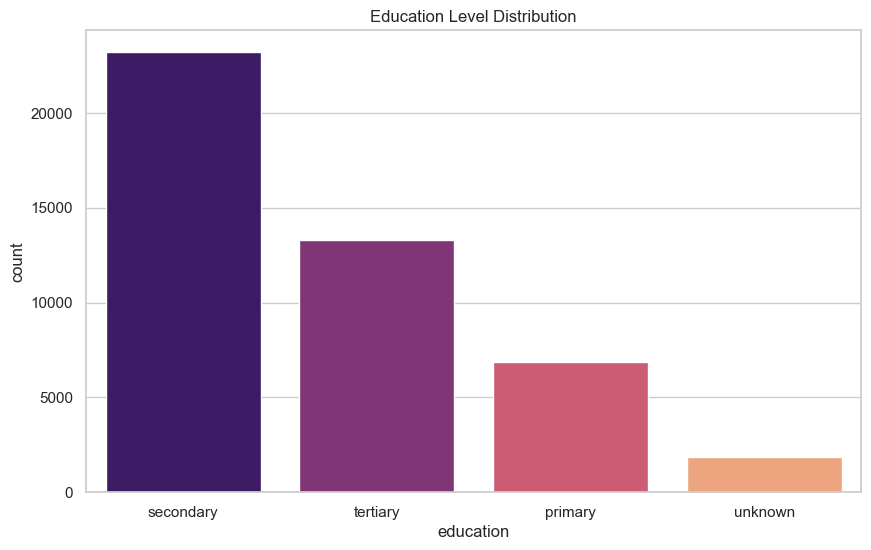 Education Level Distribution
count
20000
15000
10000
5000
0
secondary tertiary primary unknown
education